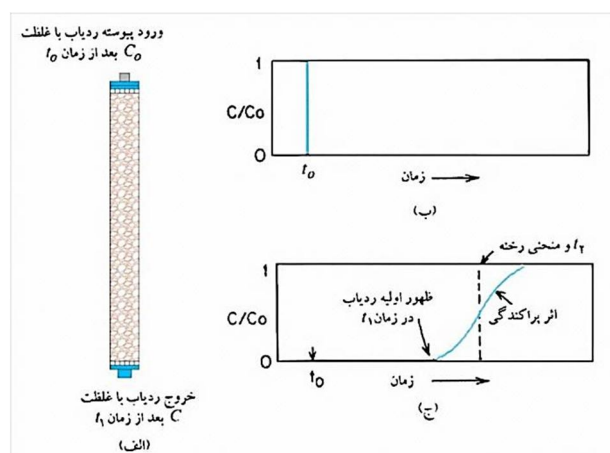 ورود پیوسته ردیاب با غلظت
C₀ بعد از زمان t₀
خروج ردیاب با غلظت
C بعد از زمان t₁
(الف)
1
C/Co
0
t₀
زمان
(ب)
t₂ و منحنی رخنه
1
ظهور اولیه ردیاب
در زمان t₁
اثر پراکندگی
C/Co
0
to
زمان
(ج)